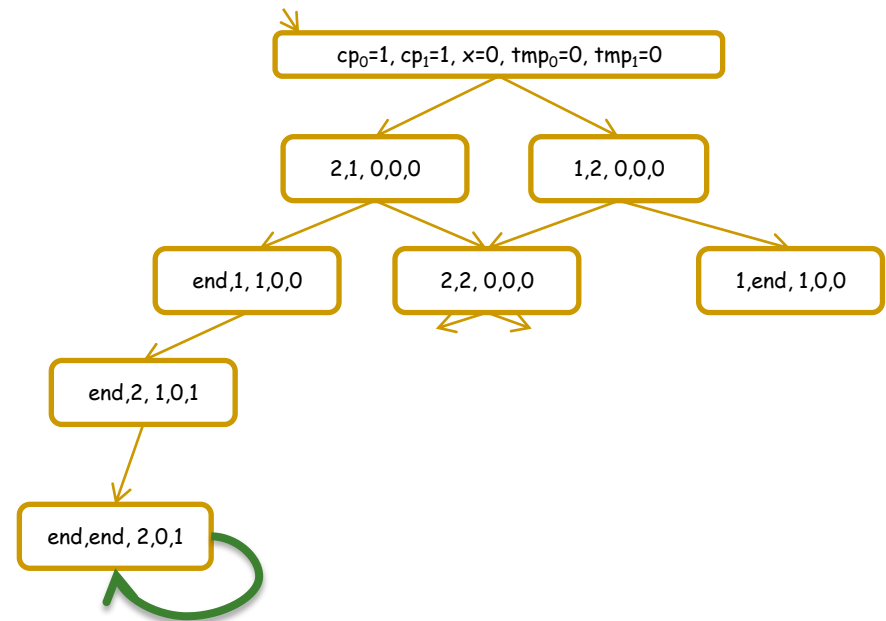 cp₀=1, cp₁=1, x=0, tmp₀=0, tmp₁=0
2,1, 0,0,0
1,2, 0,0,0
end,1, 1,0,0
2,2, 0,0,0
1,end, 1,0,0
end,2, 1,0,1
end,end, 2,0,1